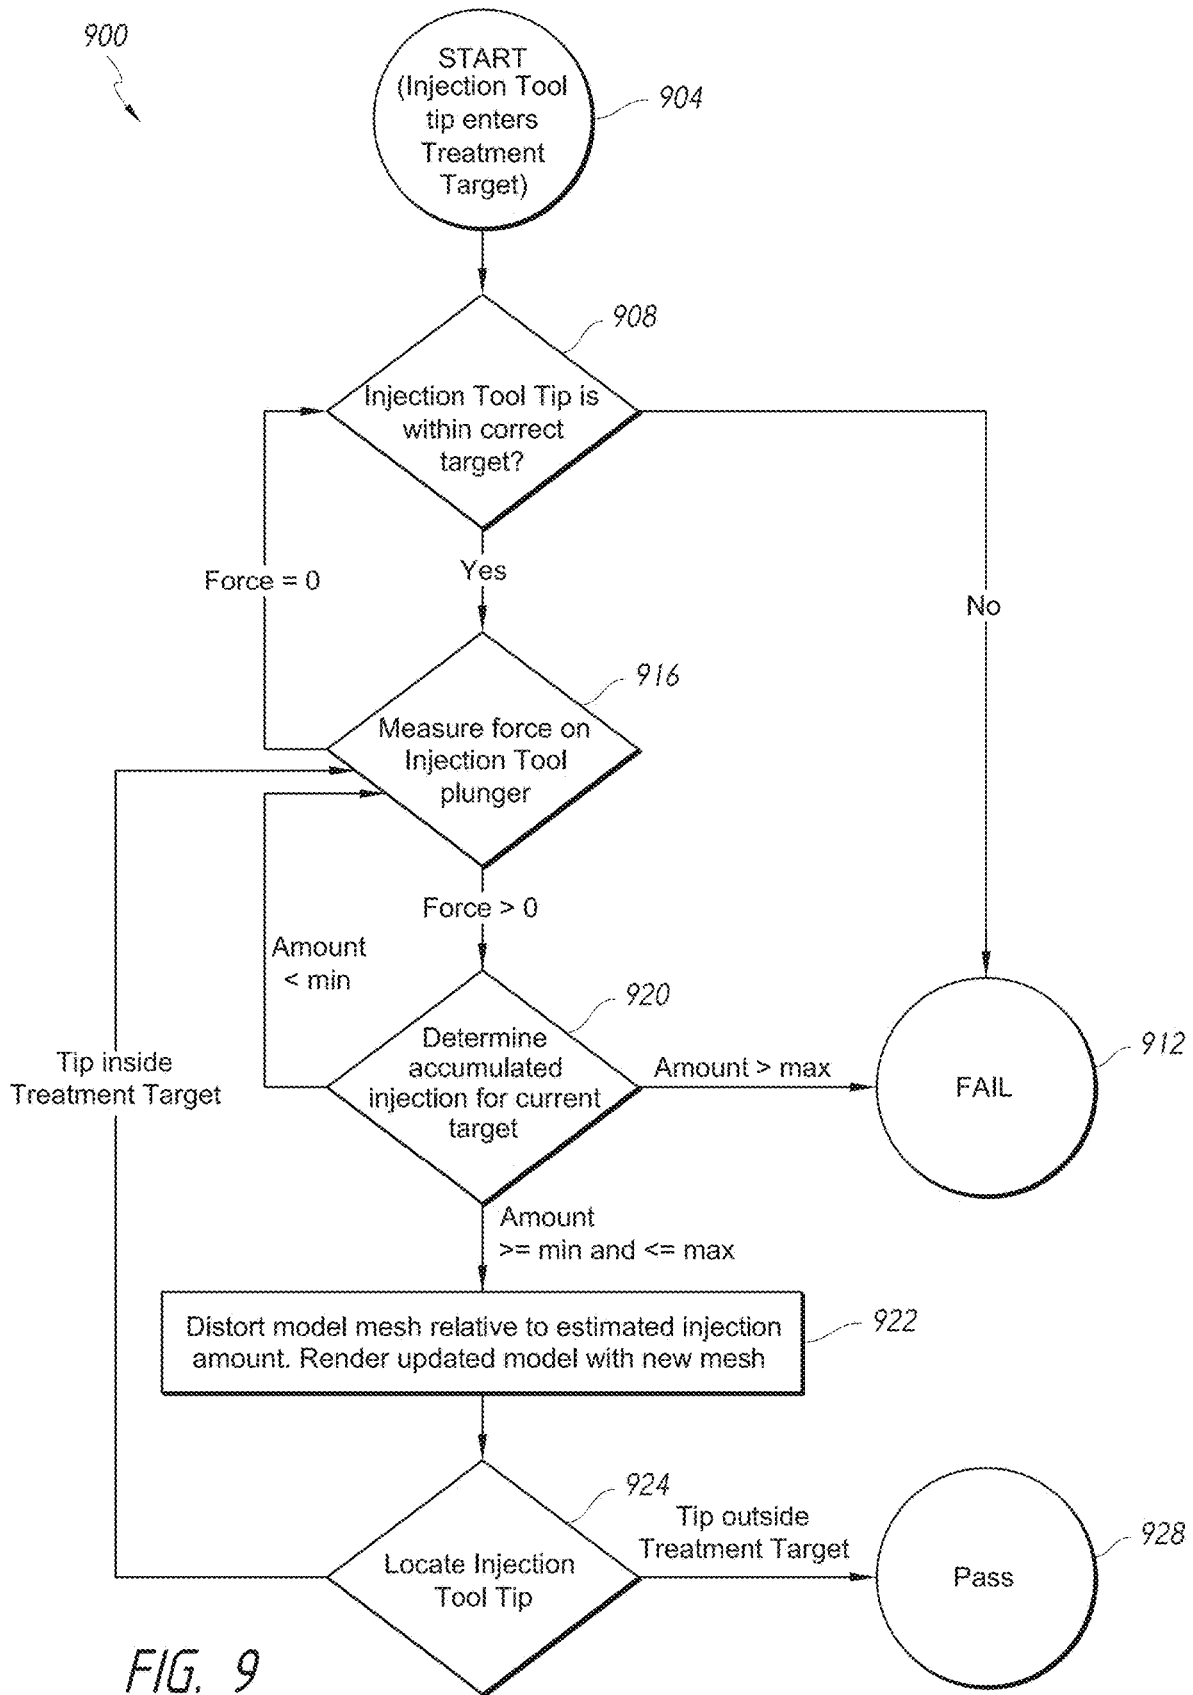 900
START
(Injection Tool
tip enters
Treatment
Target)
904
908
Injection Tool Tip is
within correct
target?
Force = 0
Yes
No
916
Measure force on
Injection Tool
plunger
Force > 0
Amount
< min
920
Determine
accumulated
injection for current
target
Amount > max
912
FAIL
Tip inside
Treatment Target
Amount
>= min and <= max
Distort model mesh relative to estimated injection
amount. Render updated model with new mesh
922
924
Locate Injection
Tool Tip
Tip outside
Treatment Target
928
Pass
FIG. 9